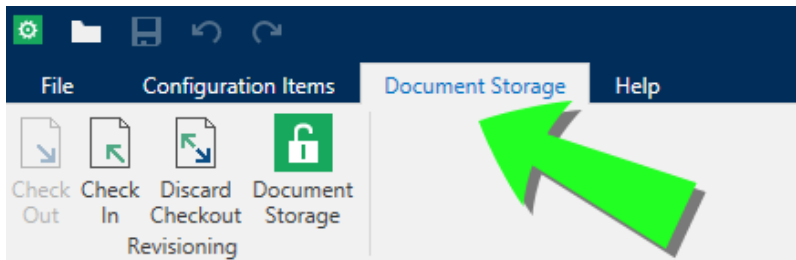 File Configuration Items Document Storage Help
Check Out
Check In
Discard Checkout
Document Storage
Revisioning